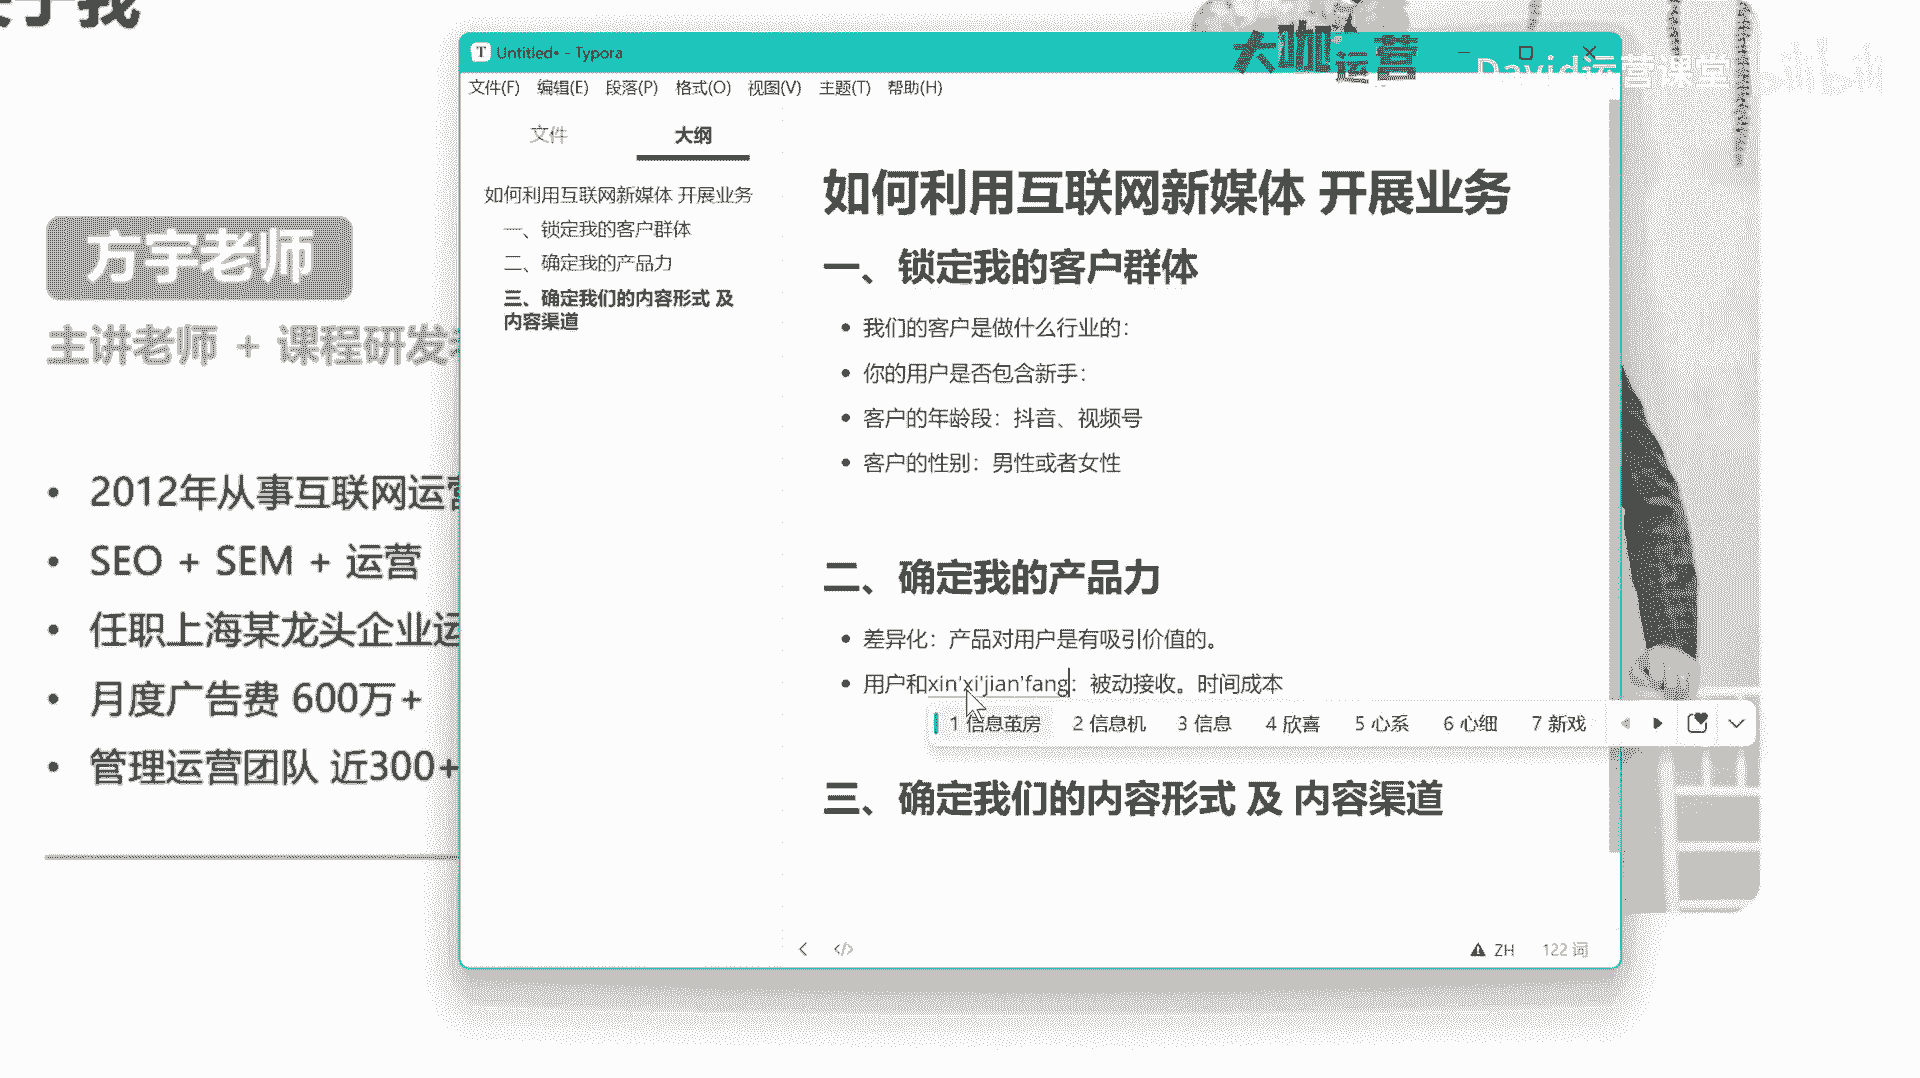 于我
方宇老师
主讲老师 + 课程研发
• 2012年从事互联网运营
• SEO + SEM + 运营
• 任职上海某龙头企业运
• 月度广告费 600万+
• 管理运营团队 近300+
T Untitled• - Typora
大咖运营
David运营课堂
文件(F) 编辑(E) 段落(P) 格式(O) 视图(V) 主题(T) 帮助(H)
文件 大纲
如何利用互联网新媒体 开展业务
一、锁定我的客户群体
二、确定我的产品力
三、确定我们的内容形式 及
内容渠道
如何利用互联网新媒体 开展业务
一、锁定我的客户群体
• 我们的客户是做什么行业的：
• 你的用户是否包含新手：
• 客户的年龄段：抖音、视频号
• 客户的性别：男性或者女性
二、确定我的产品力
• 差异化：产品对用户是有吸引价值的。
• 用户和xin'xi'jian'fang：被动接收。时间成本
1 信息茧房 2 信息机 3 信息 4 欣喜 5 心系 6 心细 7 新戏
三、确定我们的内容形式 及 内容渠道
ZH 122 词